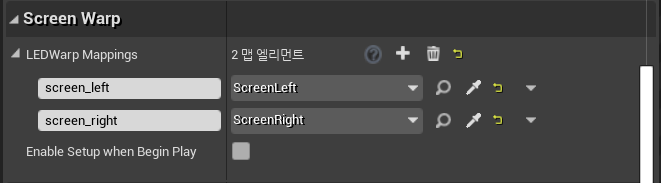 Screen Warp
LEDWarp Mappings 2 맵 엘리먼트
screen_left ScreenLeft
screen_right ScreenRight
Enable Setup when Begin Play